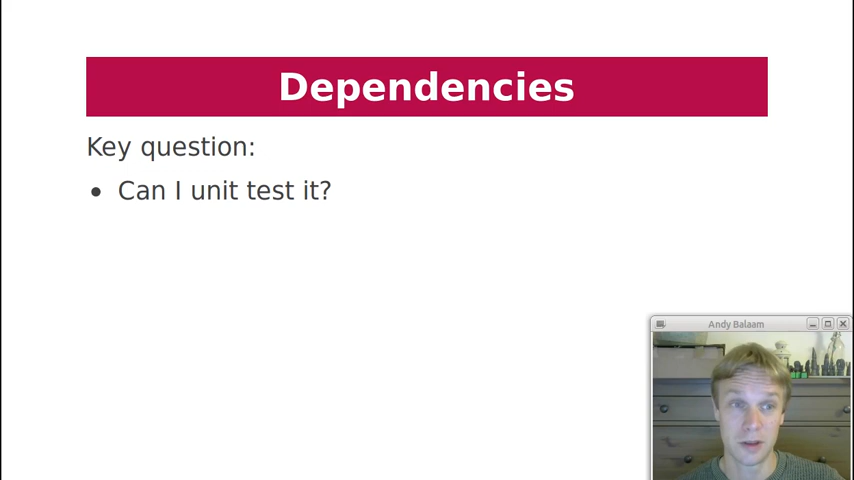 Dependencies
Key question:
• Can I unit test it?
Andy Balaam